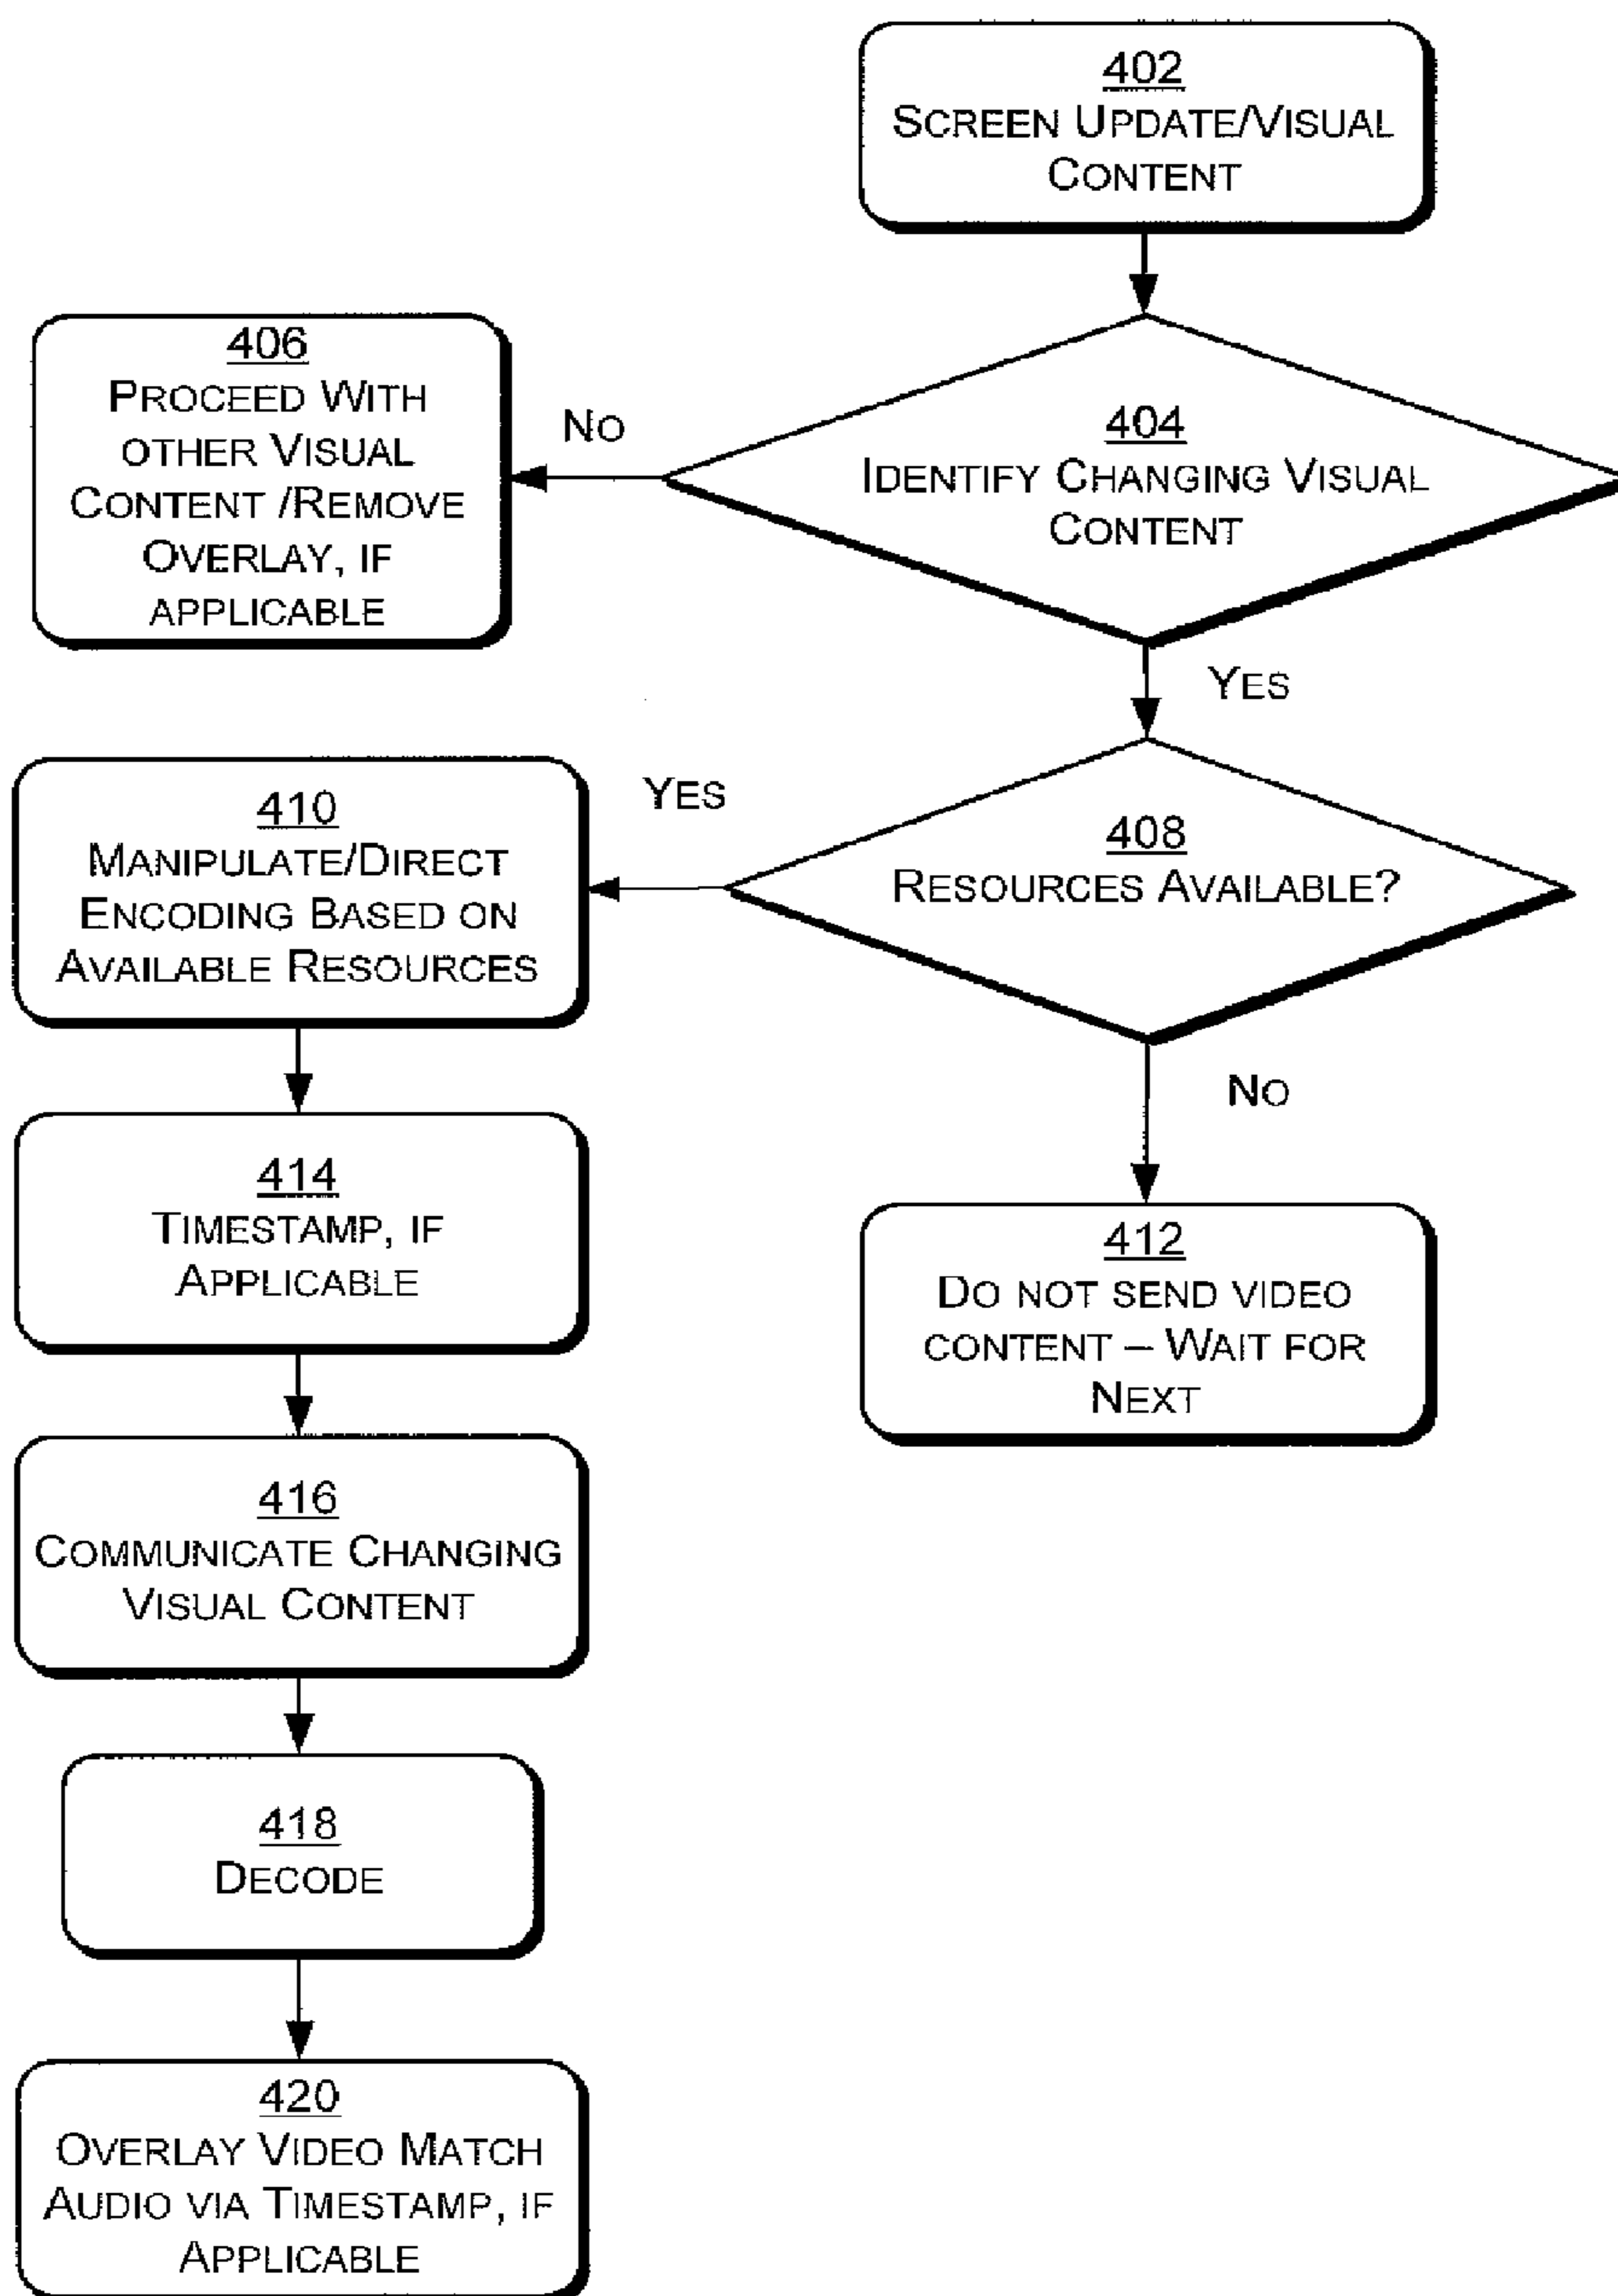 402
SCREEN UPDATE/VISUAL
CONTENT
406
PROCEED WITH
OTHER VISUAL
CONTENT /REMOVE
OVERLAY, IF
APPLICABLE
NO
404
IDENTIFY CHANGING VISUAL
CONTENT
YES
410
MANIPULATE/DIRECT
ENCODING BASED ON
AVAILABLE RESOURCES
YES
408
RESOURCES AVAILABLE?
NO
414
TIMESTAMP, IF
APPLICABLE
412
DO NOT SEND VIDEO
CONTENT – WAIT FOR
NEXT
416
COMMUNICATE CHANGING
VISUAL CONTENT
418
DECODE
420
OVERLAY VIDEO MATCH
AUDIO VIA TIMESTAMP, IF
APPLICABLE